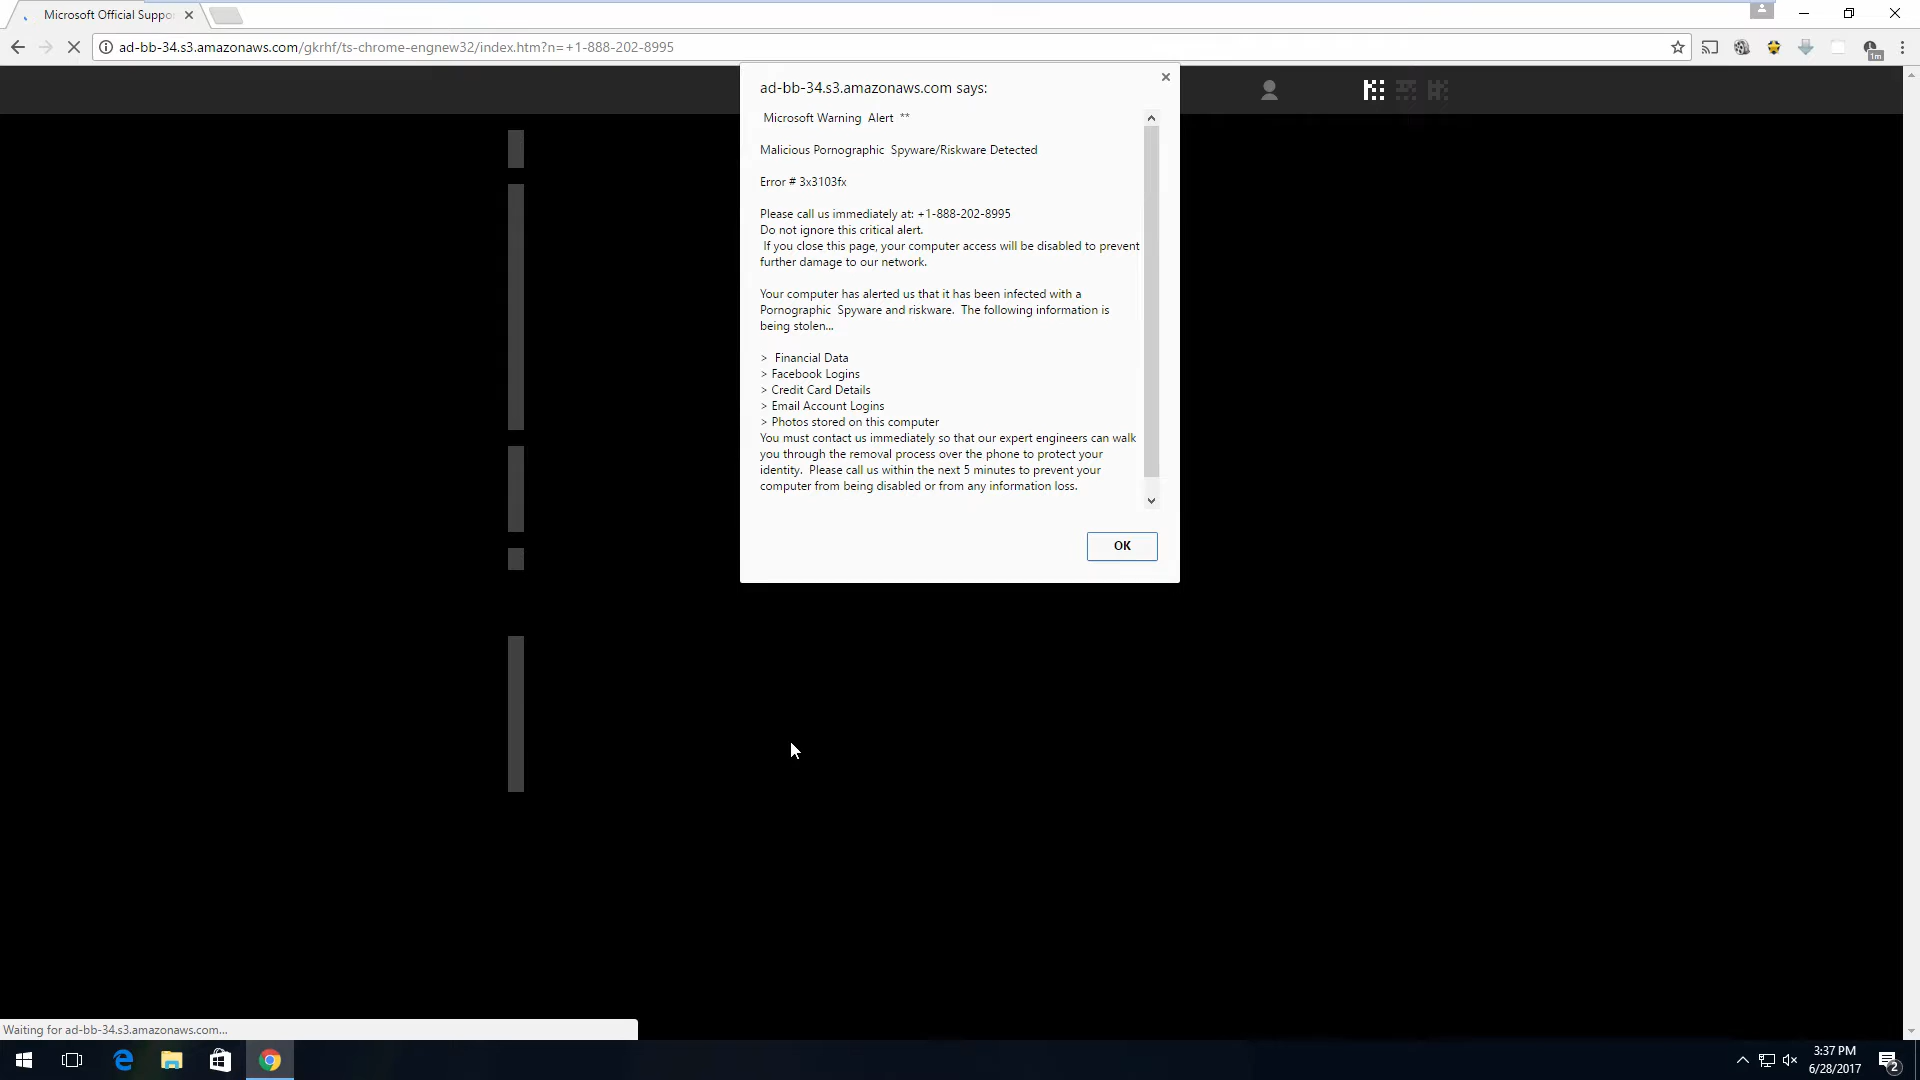 Microsoft Official Suppo
ad-bb-34.s3.amazonaws.com/gkrhf/ts-chrome-engnew32/index.htm?n=+1-888-202-8995
1m
ad-bb-34.s3.amazonaws.com says:
Microsoft Warning Alert **
Malicious Pornographic Spyware/Riskware Detected
Error # 3x3103fx
Please call us immediately at: +1-888-202-8995
Do not ignore this critical alert.
If you close this page, your computer access will be disabled to prevent
further damage to our network.
Your computer has alerted us that it has been infected with a
Pornographic Spyware and riskware. The following information is
being stolen...
> Financial Data
> Facebook Logins
> Credit Card Details
> Email Account Logins
> Photos stored on this computer
You must contact us immediately so that our expert engineers can walk
you through the removal process over the phone to protect your
identity. Please call us within the next 5 minutes to prevent your
computer from being disabled or from any information loss.
OK
Waiting for ad-bb-34.s3.amazonaws.com...
3:37 PM
6/28/2017
2